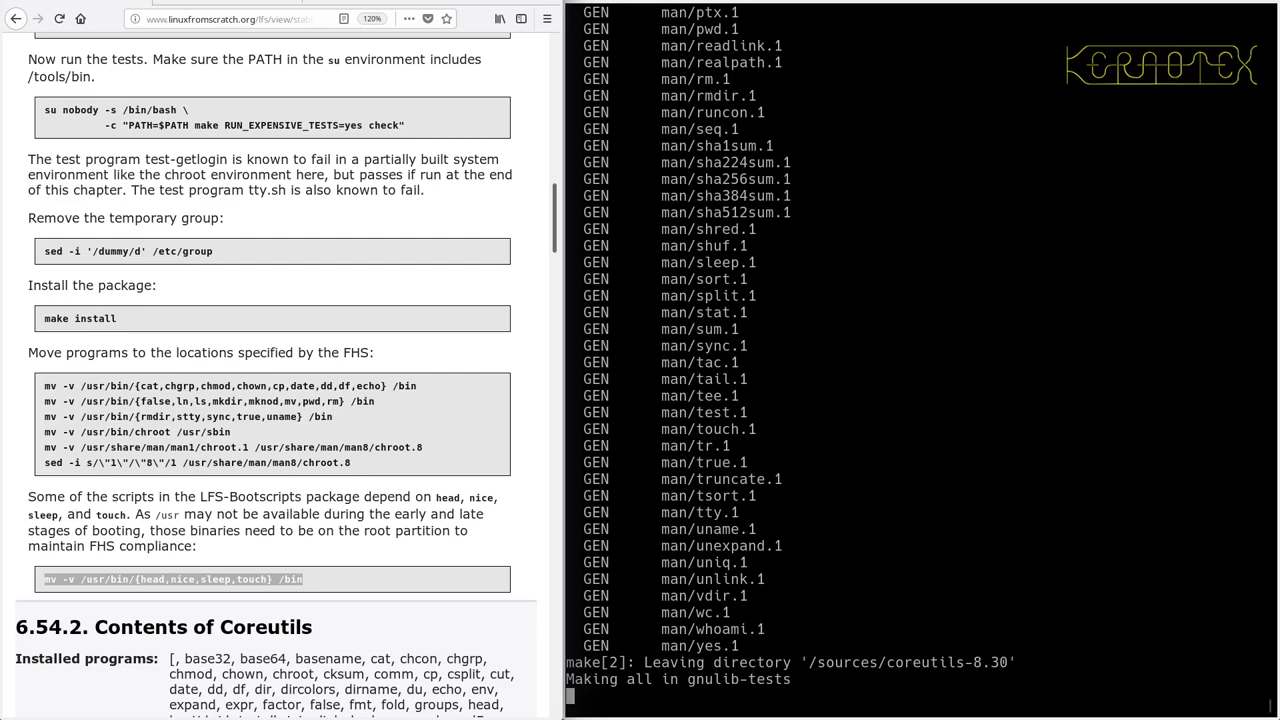 www.linuxfromscratch.org/lfs/view/stabl
120%
Now run the tests. Make sure the PATH in the su environment includes
/tools/bin.
su nobody -s /bin/bash \
-c "PATH=$PATH make RUN_EXPENSIVE_TESTS=yes check"
The test program test-getlogin is known to fail in a partially built system
environment like the chroot environment here, but passes if run at the end
of this chapter. The test program tty.sh is also known to fail.
Remove the temporary group:
sed -i '/dummy/d' /etc/group
Install the package:
make install
Move programs to the locations specified by the FHS:
mv -v /usr/bin/{cat,chgrp,chmod,chown,cp,date,dd,df,echo} /bin
mv -v /usr/bin/{false,ln,ls,mkdir,mknod,mv,pwd,rm} /bin
mv -v /usr/bin/{rmdir,stty,sync,true,uname} /bin
mv -v /usr/bin/chroot /usr/sbin
mv -v /usr/share/man/man1/chroot.1 /usr/share/man/man8/chroot.8
sed -i s/\"1\"/\"8\"/1 /usr/share/man/man8/chroot.8
Some of the scripts in the LFS-Bootscripts package depend on head, nice,
sleep, and touch. As /usr may not be available during the early and late
stages of booting, those binaries need to be on the root partition to
maintain FHS compliance:
mv -v /usr/bin/{head,nice,sleep,touch} /bin
6.54.2. Contents of Coreutils
Installed programs: [, base32, base64, basename, cat, chcon, chgrp,
chmod, chown, chroot, cksum, comm, cp, csplit, cut,
date, dd, df, dir, dircolors, dirname, du, echo, env,
expand, expr, factor, false, fmt, fold, groups, head,
GEN man/ptx.1
GEN man/pwd.1
GEN man/readlink.1
GEN man/realpath.1
GEN man/rm.1
GEN man/rmdir.1
GEN man/runcon.1
GEN man/seq.1
GEN man/sha1sum.1
GEN man/sha224sum.1
GEN man/sha256sum.1
GEN man/sha384sum.1
GEN man/sha512sum.1
GEN man/shred.1
GEN man/shuf.1
GEN man/sleep.1
GEN man/sort.1
GEN man/split.1
GEN man/stat.1
GEN man/sum.1
GEN man/sync.1
GEN man/tac.1
GEN man/tail.1
GEN man/tee.1
GEN man/test.1
GEN man/touch.1
GEN man/tr.1
GEN man/true.1
GEN man/truncate.1
GEN man/tsort.1
GEN man/tty.1
GEN man/uname.1
GEN man/unexpand.1
GEN man/uniq.1
GEN man/unlink.1
GEN man/vdir.1
GEN man/wc.1
GEN man/whoami.1
GEN man/yes.1
make[2]: Leaving directory '/sources/coreutils-8.30'
Making all in gnulib-tests
KERAOTEX